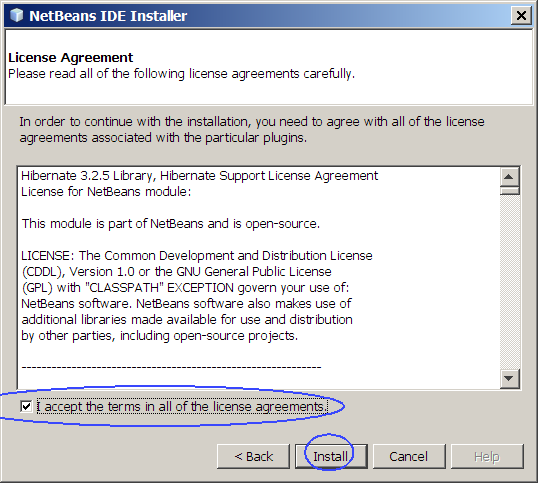 NetBeans IDE Installer
License Agreement
Please read all of the following license agreements carefully.
In order to continue with the installation, you need to agree with all of the license
agreements associated with the particular plugins.
Hibernate 3.2.5 Library, Hibernate Support License Agreement
License for NetBeans module:
This module is part of NetBeans and is open-source.
LICENSE: The Common Development and Distribution License
(CDDL), Version 1.0 or the GNU General Public License
(GPL) with "CLASSPATH" EXCEPTION govern your use of:
NetBeans software. NetBeans software also makes use of
additional libraries made available for use and distribution
by other parties, including open-source projects.
------------------------------------------------------------
I accept the terms in all of the license agreements.
< Back Install Cancel Help